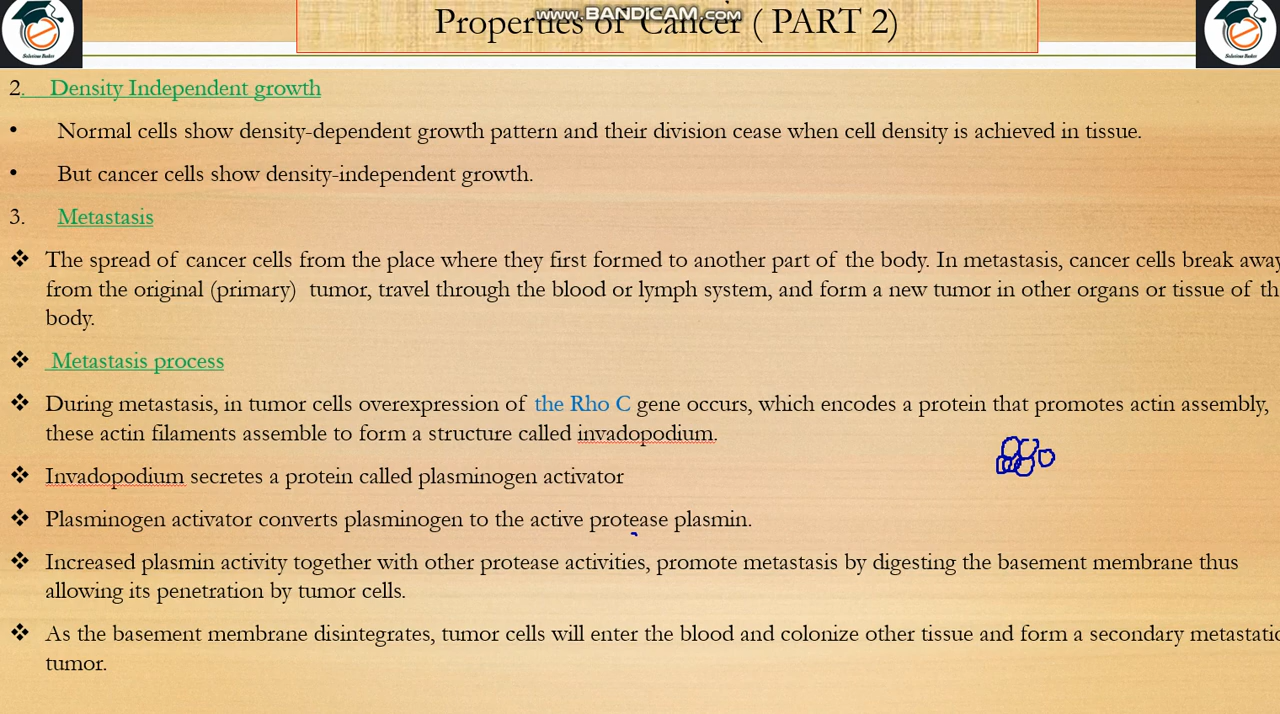 Properties of Cancer ( PART 2)
www.BANDICAM.com
Solutions Basket
Solutions Basket
2. Density Independent growth
• Normal cells show density-dependent growth pattern and their division cease when cell density is achieved in tissue.
• But cancer cells show density-independent growth.
3. Metastasis
❖ The spread of cancer cells from the place where they first formed to another part of the body. In metastasis, cancer cells break away
from the original (primary) tumor, travel through the blood or lymph system, and form a new tumor in other organs or tissue of th
body.
❖ Metastasis process
❖ During metastasis, in tumor cells overexpression of the Rho C gene occurs, which encodes a protein that promotes actin assembly,
these actin filaments assemble to form a structure called invadopodium.
❖ Invadopodium secretes a protein called plasminogen activator
❖ Plasminogen activator converts plasminogen to the active protease plasmin.
❖ Increased plasmin activity together with other protease activities, promote metastasis by digesting the basement membrane thus
allowing its penetration by tumor cells.
❖ As the basement membrane disintegrates, tumor cells will enter the blood and colonize other tissue and form a secondary metastatic
tumor.